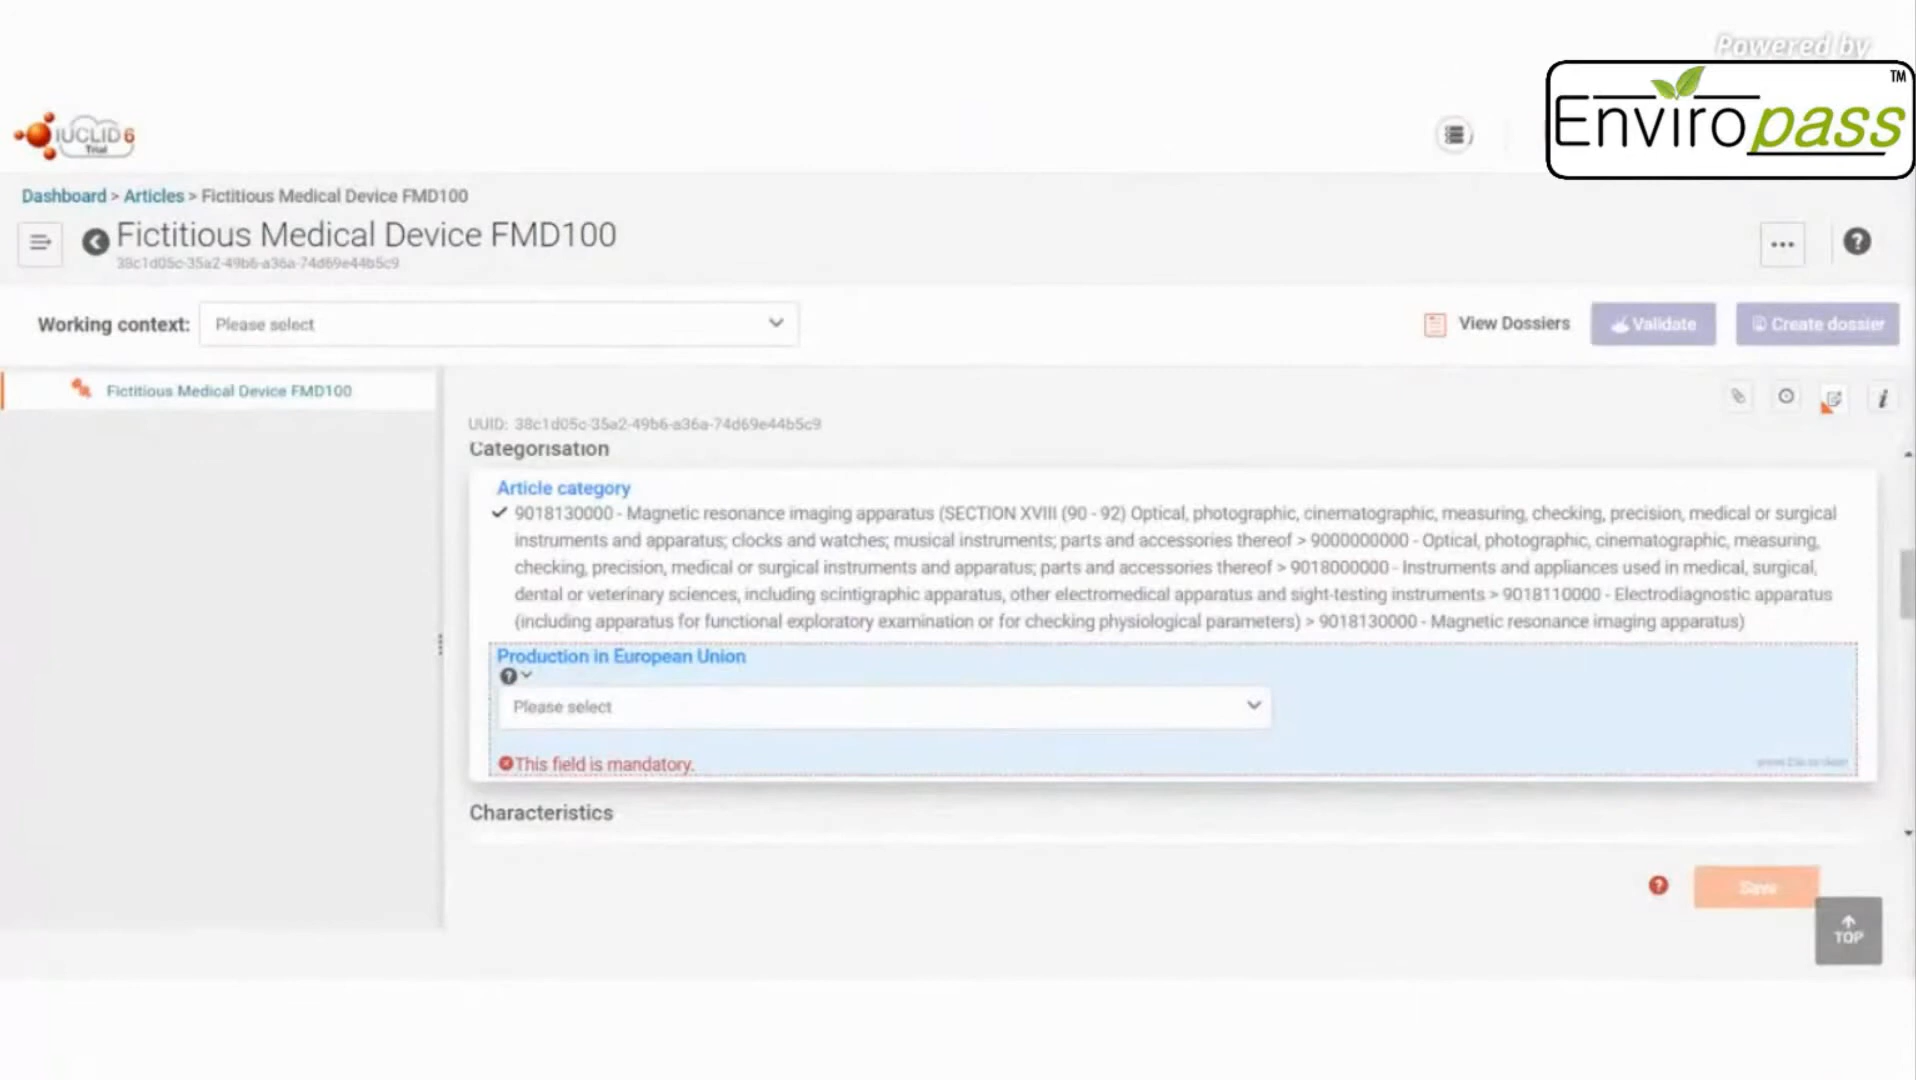 Powered by
Enviropass
TM
IUCLID 6
Trial
Dashboard > Articles > Fictitious Medical Device FMD100
Fictitious Medical Device FMD100
38c1d05c-35a2-49b6-a36a-74d69e44b5c9
Working context:
Please select
View Dossiers
Validate
Create dossier
Fictitious Medical Device FMD100
UUID: 38c1d05c-35a2-49b6-a36a-74d69e44b5c9
Categorisation
Article category
9018130000 - Magnetic resonance imaging apparatus (SECTION XVIII (90 - 92) Optical, photographic, cinematographic, measuring, checking, precision, medical or surgical
instruments and apparatus; clocks and watches; musical instruments; parts and accessories thereof > 9000000000 - Optical, photographic, cinematographic, measuring,
checking, precision, medical or surgical instruments and apparatus; parts and accessories thereof > 9018000000 - Instruments and appliances used in medical, surgical,
dental or veterinary sciences, including scintigraphic apparatus, other electromedical apparatus and sight-testing instruments > 9018110000 - Electrodiagnostic apparatus
(including apparatus for functional exploratory examination or for checking physiological parameters) > 9018130000 - Magnetic resonance imaging apparatus)
Production in European Union
Please select
This field is mandatory.
Characteristics
Save
TOP